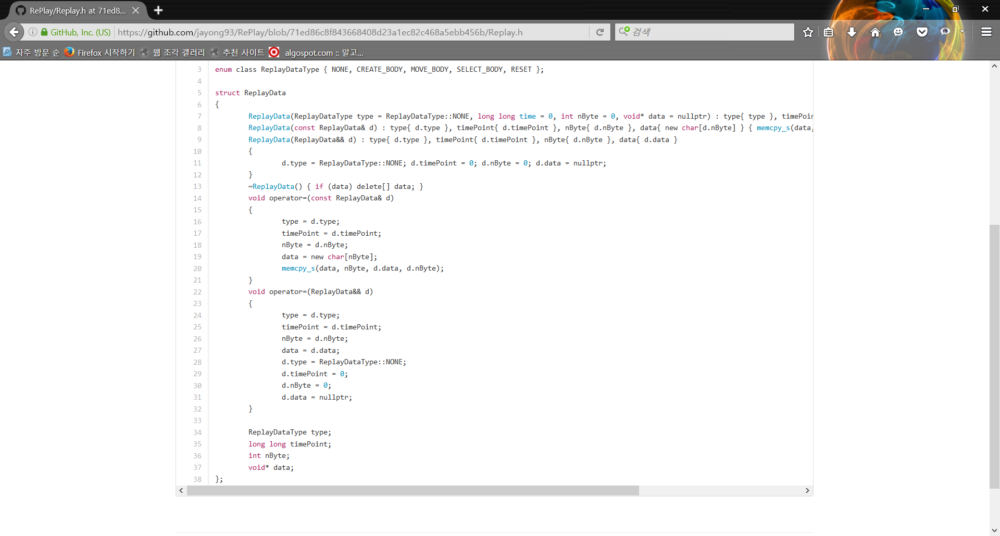 RePlay/Replay.h at 71ed8...
GitHub, Inc. (US) https://github.com/jayong93/RePlay/blob/71ed86c8f843668408d23a1ec82c468a5ebb456b/Replay.h 검색
자주 방문 순 Firefox 시작하기 웹 조각 갤러리 추천 사이트 algospot.com :: 알고...
3 enum class ReplayDataType { NONE, CREATE_BODY, MOVE_BODY, SELECT_BODY, RESET };
4
5 struct ReplayData
6 {
7 ReplayData(ReplayDataType type = ReplayDataType::NONE, long long time = 0, int nByte = 0, void* data = nullptr) : type{ type }, timePoin
8 ReplayData(const ReplayData& d) : type{ d.type }, timePoint{ d.timePoint }, nByte{ d.nByte }, data{ new char[d.nByte] } { memcpy_s(data,
9 ReplayData(ReplayData&& d) : type{ d.type }, timePoint{ d.timePoint }, nByte{ d.nByte }, data{ d.data }
10 {
11 d.type = ReplayDataType::NONE; d.timePoint = 0; d.nByte = 0; d.data = nullptr;
12 }
13 ~ReplayData() { if (data) delete[] data; }
14 void operator=(const ReplayData& d)
15 {
16 type = d.type;
17 timePoint = d.timePoint;
18 nByte = d.nByte;
19 data = new char[nByte];
20 memcpy_s(data, nByte, d.data, d.nByte);
21 }
22 void operator=(ReplayData&& d)
23 {
24 type = d.type;
25 timePoint = d.timePoint;
26 nByte = d.nByte;
27 data = d.data;
28 d.type = ReplayDataType::NONE;
29 d.timePoint = 0;
30 d.nByte = 0;
31 d.data = nullptr;
32 }
33
34 ReplayDataType type;
35 long long timePoint;
36 int nByte;
37 void* data;
38 };